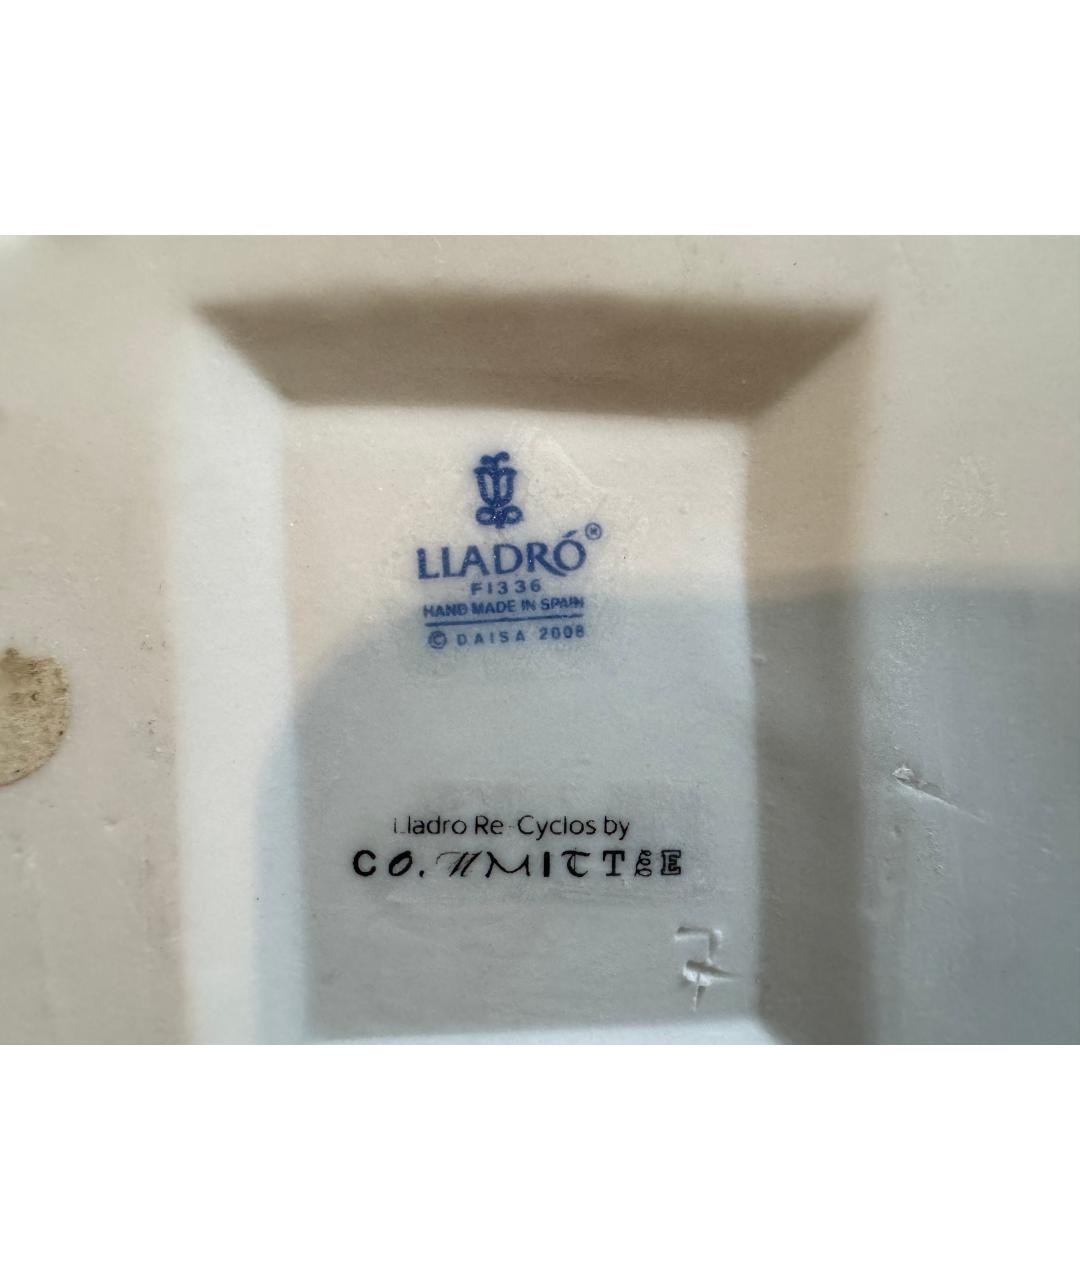 LLADRÓ®
F1336
HAND MADE IN SPAIN
© DAISA 2008
Lladro Re-Cyclos by
CO.MMITTEE